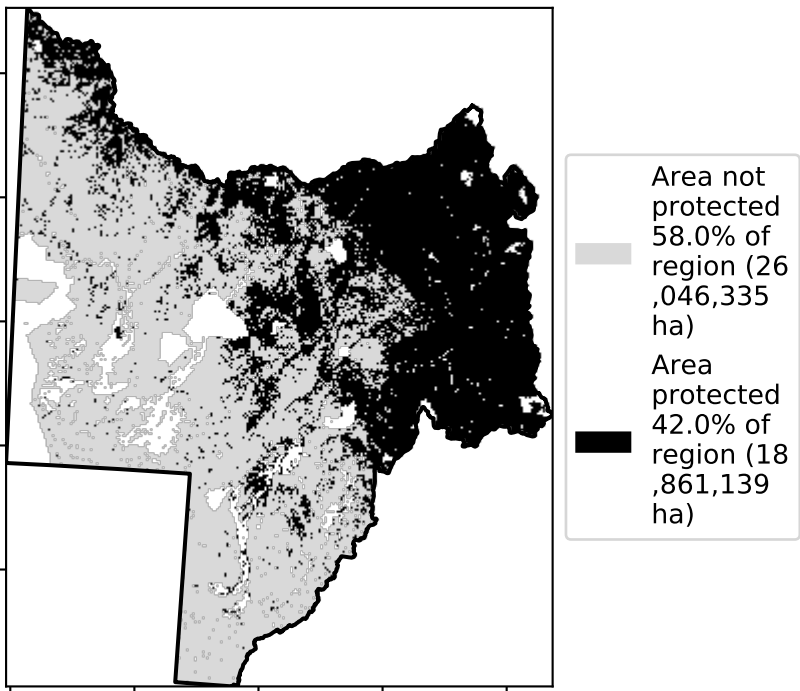 Area not
protected
58.0% of
region (26
,046,335
ha)
Area
protected
42.0% of
region (18
,861,139
ha)